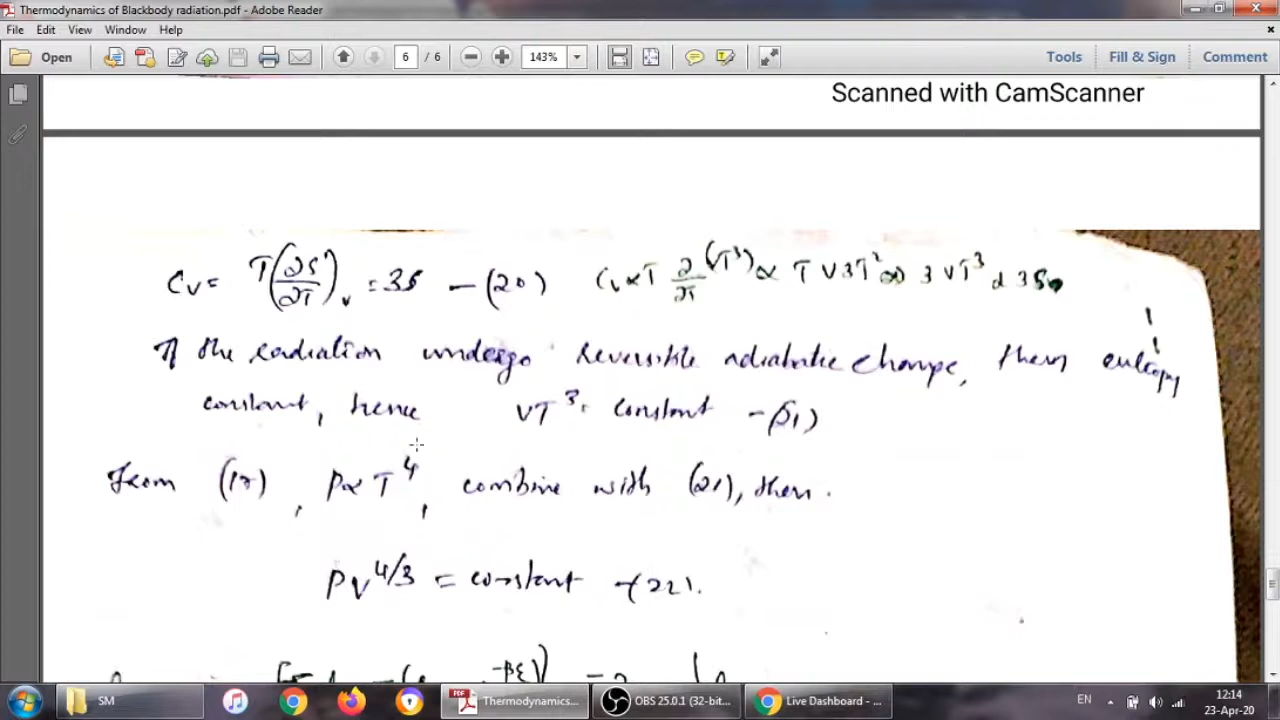 Thermodynamics of Blackbody radiation.pdf - Adobe Reader
File Edit View Window Help
Open 6 / 6 143% Tools Fill & Sign Comment
Scanned with CamScanner
Cv = T(∂S/∂T)v = 3S — (20) Cv ∝ T ∂/∂T (VT³) ∝ T V 3T² ∝ 3 VT³ ∝ 3S
If the radiation undergo reversible adiabatic change, then entropy
constant, hence VT³ = constant — (21)
From (17), P ∝ T⁴, combine with (21), then.
PV^4/3 = constant — (22).
SM
Thermodynamics...
OBS 25.0.1 (32-bit...
Live Dashboard - ...
EN
12:14
23-Apr-20